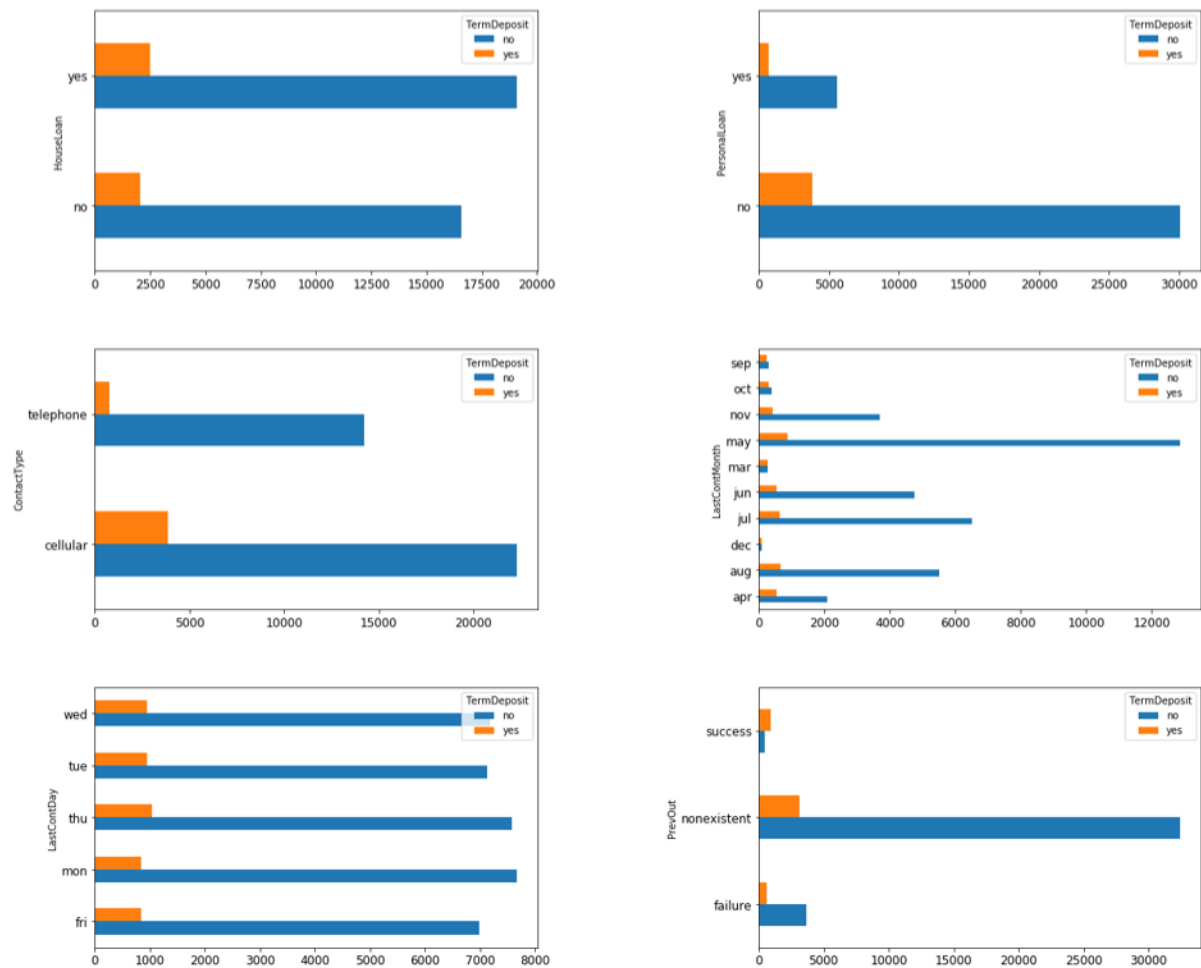 TermDeposit
no
yes
yes
no
HouseLoan
0 2500 5000 7500 10000 12500 15000 17500 20000
TermDeposit
no
yes
yes
no
PersonalLoan
0 5000 10000 15000 20000 25000 30000
TermDeposit
no
yes
telephone
cellular
ContactType
0 5000 10000 15000 20000
TermDeposit
no
yes
sep
oct
nov
may
mar
jun
jul
dec
aug
apr
LastContMonth
0 2000 4000 6000 8000 10000 12000
TermDeposit
no
yes
wed
tue
thu
mon
fri
LastContDay
0 1000 2000 3000 4000 5000 6000 7000 8000
TermDeposit
no
yes
success
nonexistent
failure
PrevOut
0 5000 10000 15000 20000 25000 30000